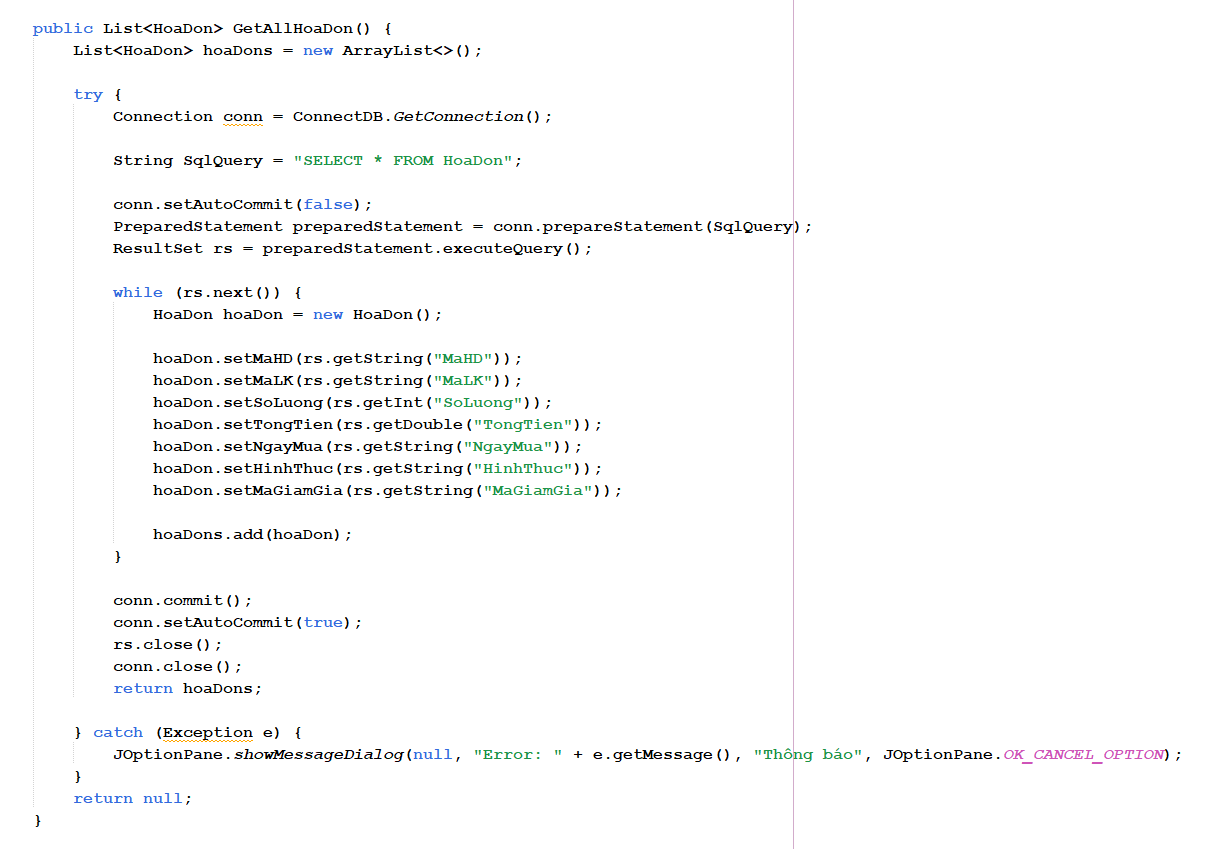 public List<HoaDon> GetAllHoaDon() {
    List<HoaDon> hoaDons = new ArrayList<>();
    try {
        Connection conn = ConnectDB.GetConnection();
        String SqlQuery = "SELECT * FROM HoaDon";
        conn.setAutoCommit(false);
        PreparedStatement preparedStatement = conn.prepareStatement(SqlQuery);
        ResultSet rs = preparedStatement.executeQuery();
        while (rs.next()) {
            HoaDon hoaDon = new HoaDon();
            hoaDon.setMaHD(rs.getString("MaHD"));
            hoaDon.setMaLK(rs.getString("MaLK"));
            hoaDon.setSoLuong(rs.getInt("SoLuong"));
            hoaDon.setTongTien(rs.getDouble("TongTien"));
            hoaDon.setNgayMua(rs.getString("NgayMua"));
            hoaDon.setHinhThuc(rs.getString("HinhThuc"));
            hoaDon.setMaGiamGia(rs.getString("MaGiamGia"));
            hoaDons.add(hoaDon);
        }
        conn.commit();
        conn.setAutoCommit(true);
        rs.close();
        conn.close();
        return hoaDons;
    } catch (Exception e) {
        JOptionPane.showMessageDialog(null, "Error: " + e.getMessage(), "Thông báo", JOptionPane.OK_CANCEL_OPTION);
    }
    return null;
}